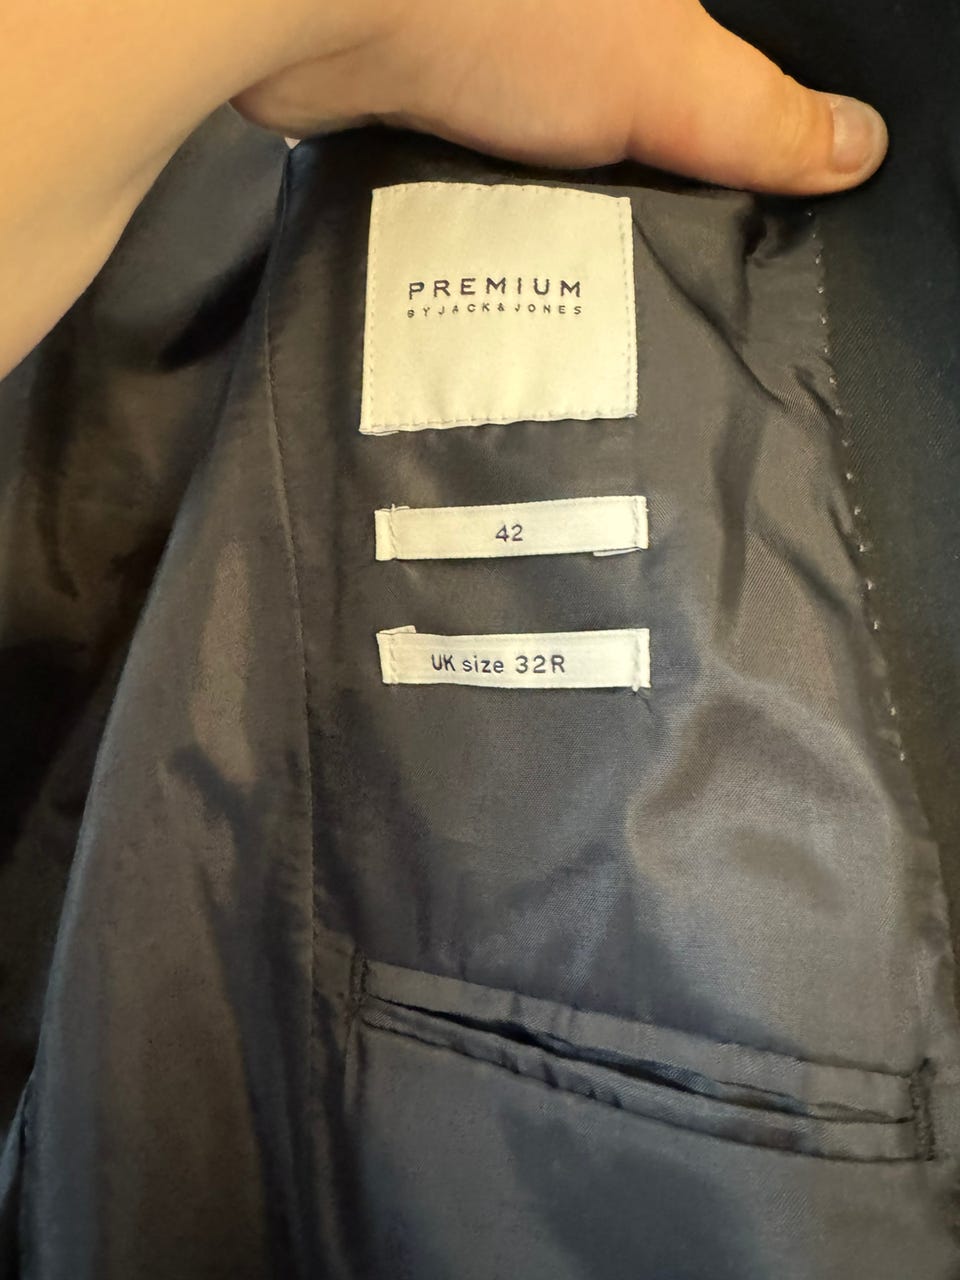 PREMIUM
BY JACK & JONES
42
UK size 32R